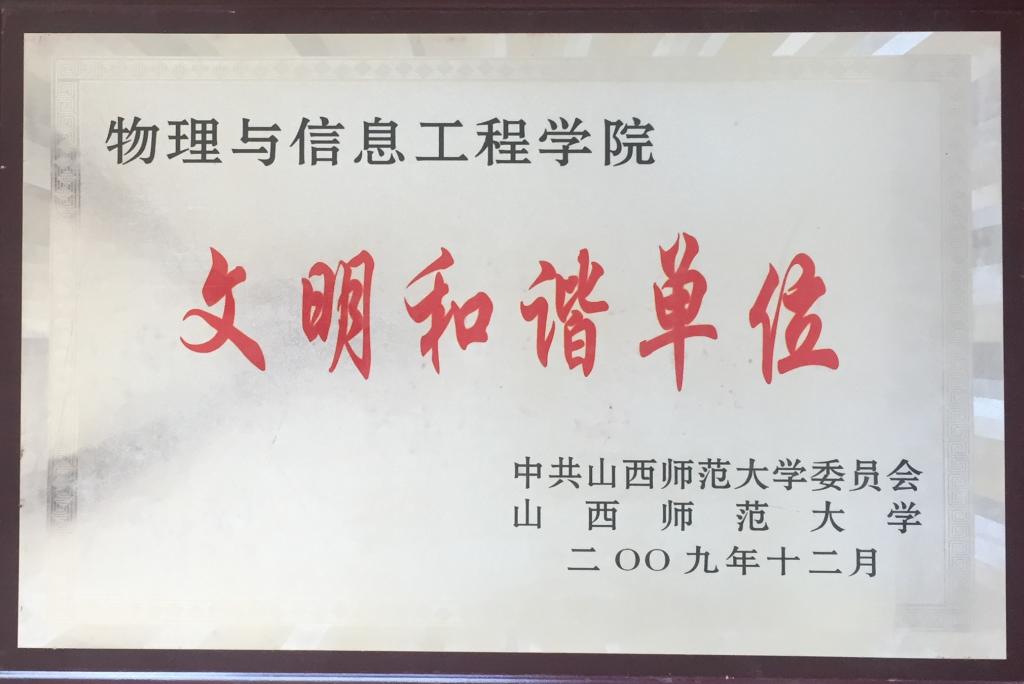 物理与信息工程学院
文明和谐单位
中共山西师范大学委员会
山西师范大学
二〇〇九年十二月